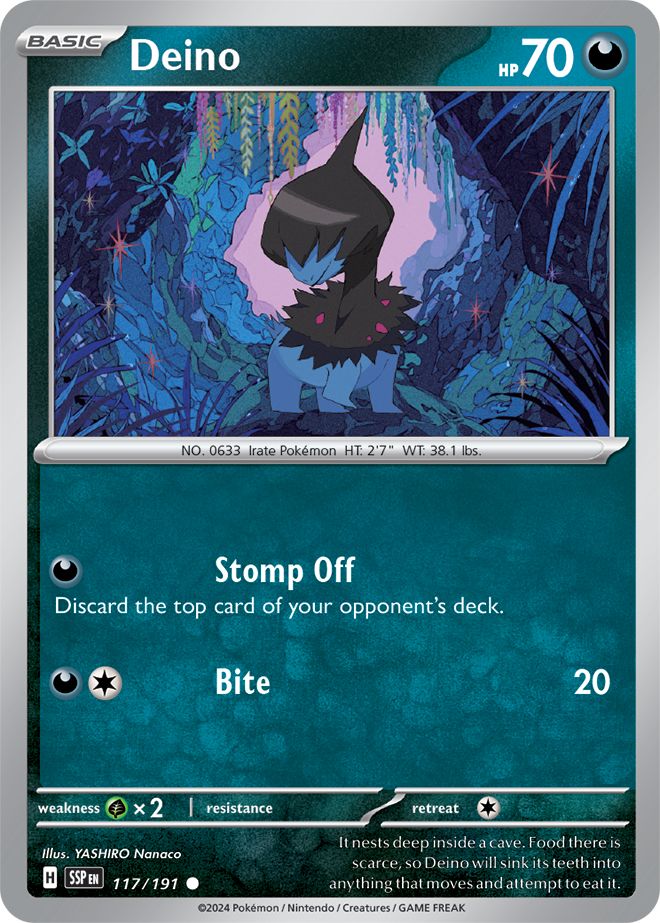 BASIC
Deino
HP 70
NO. 0633 Irate Pokémon HT: 2'7" WT: 38.1 lbs.
Stomp Off
Discard the top card of your opponent's deck.
Bite 20
weakness ×2 resistance retreat
Illus. YASHIRO Nanaco
It nests deep inside a cave. Food there is
scarce, so Deino will sink its teeth into
anything that moves and attempt to eat it.
H SSP EN 117/191
©2024 Pokémon / Nintendo / Creatures / GAME FREAK